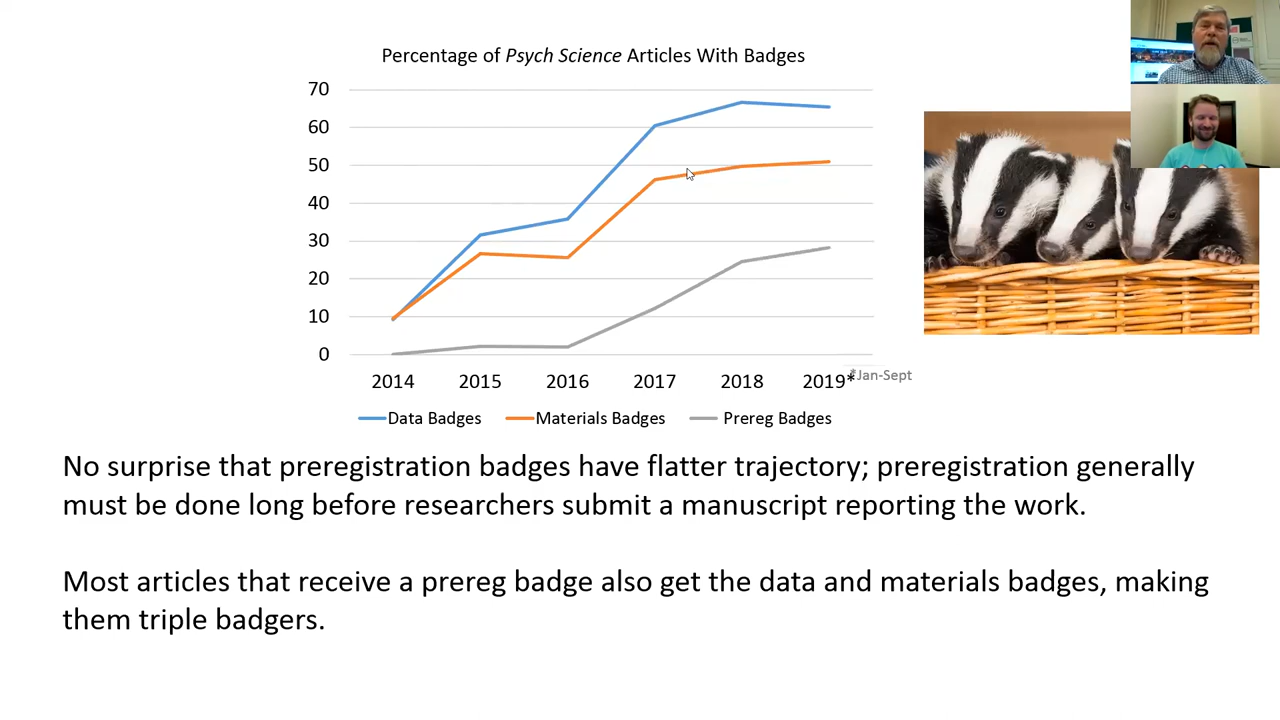 Percentage of Psych Science Articles With Badges
70
60
50
40
30
20
10
0
2014 2015 2016 2017 2018 2019*
*Jan-Sept
Data Badges Materials Badges Prereg Badges
No surprise that preregistration badges have flatter trajectory; preregistration generally
must be done long before researchers submit a manuscript reporting the work.
Most articles that receive a prereg badge also get the data and materials badges, making
them triple badgers.